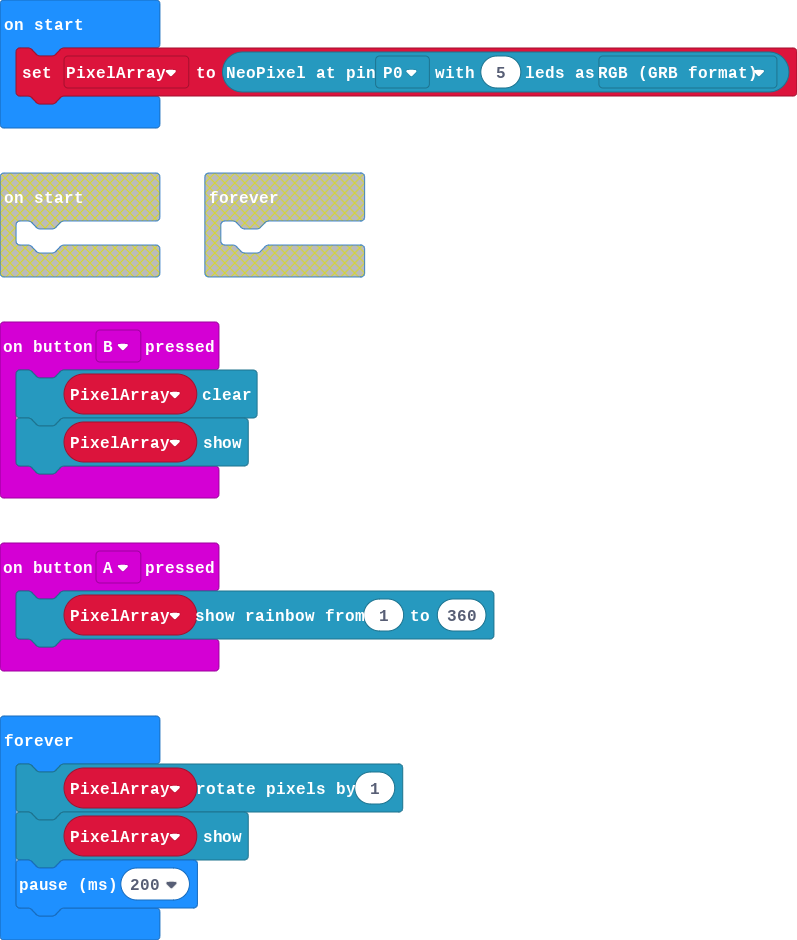 on start
set PixelArray to NeoPixel at pin P0 with 5 leds as RGB (GRB format)
on start forever
on button B pressed
PixelArray clear
PixelArray show
on button A pressed
PixelArray show rainbow from 1 to 360
forever
PixelArray rotate pixels by 1
PixelArray show
pause (ms) 200